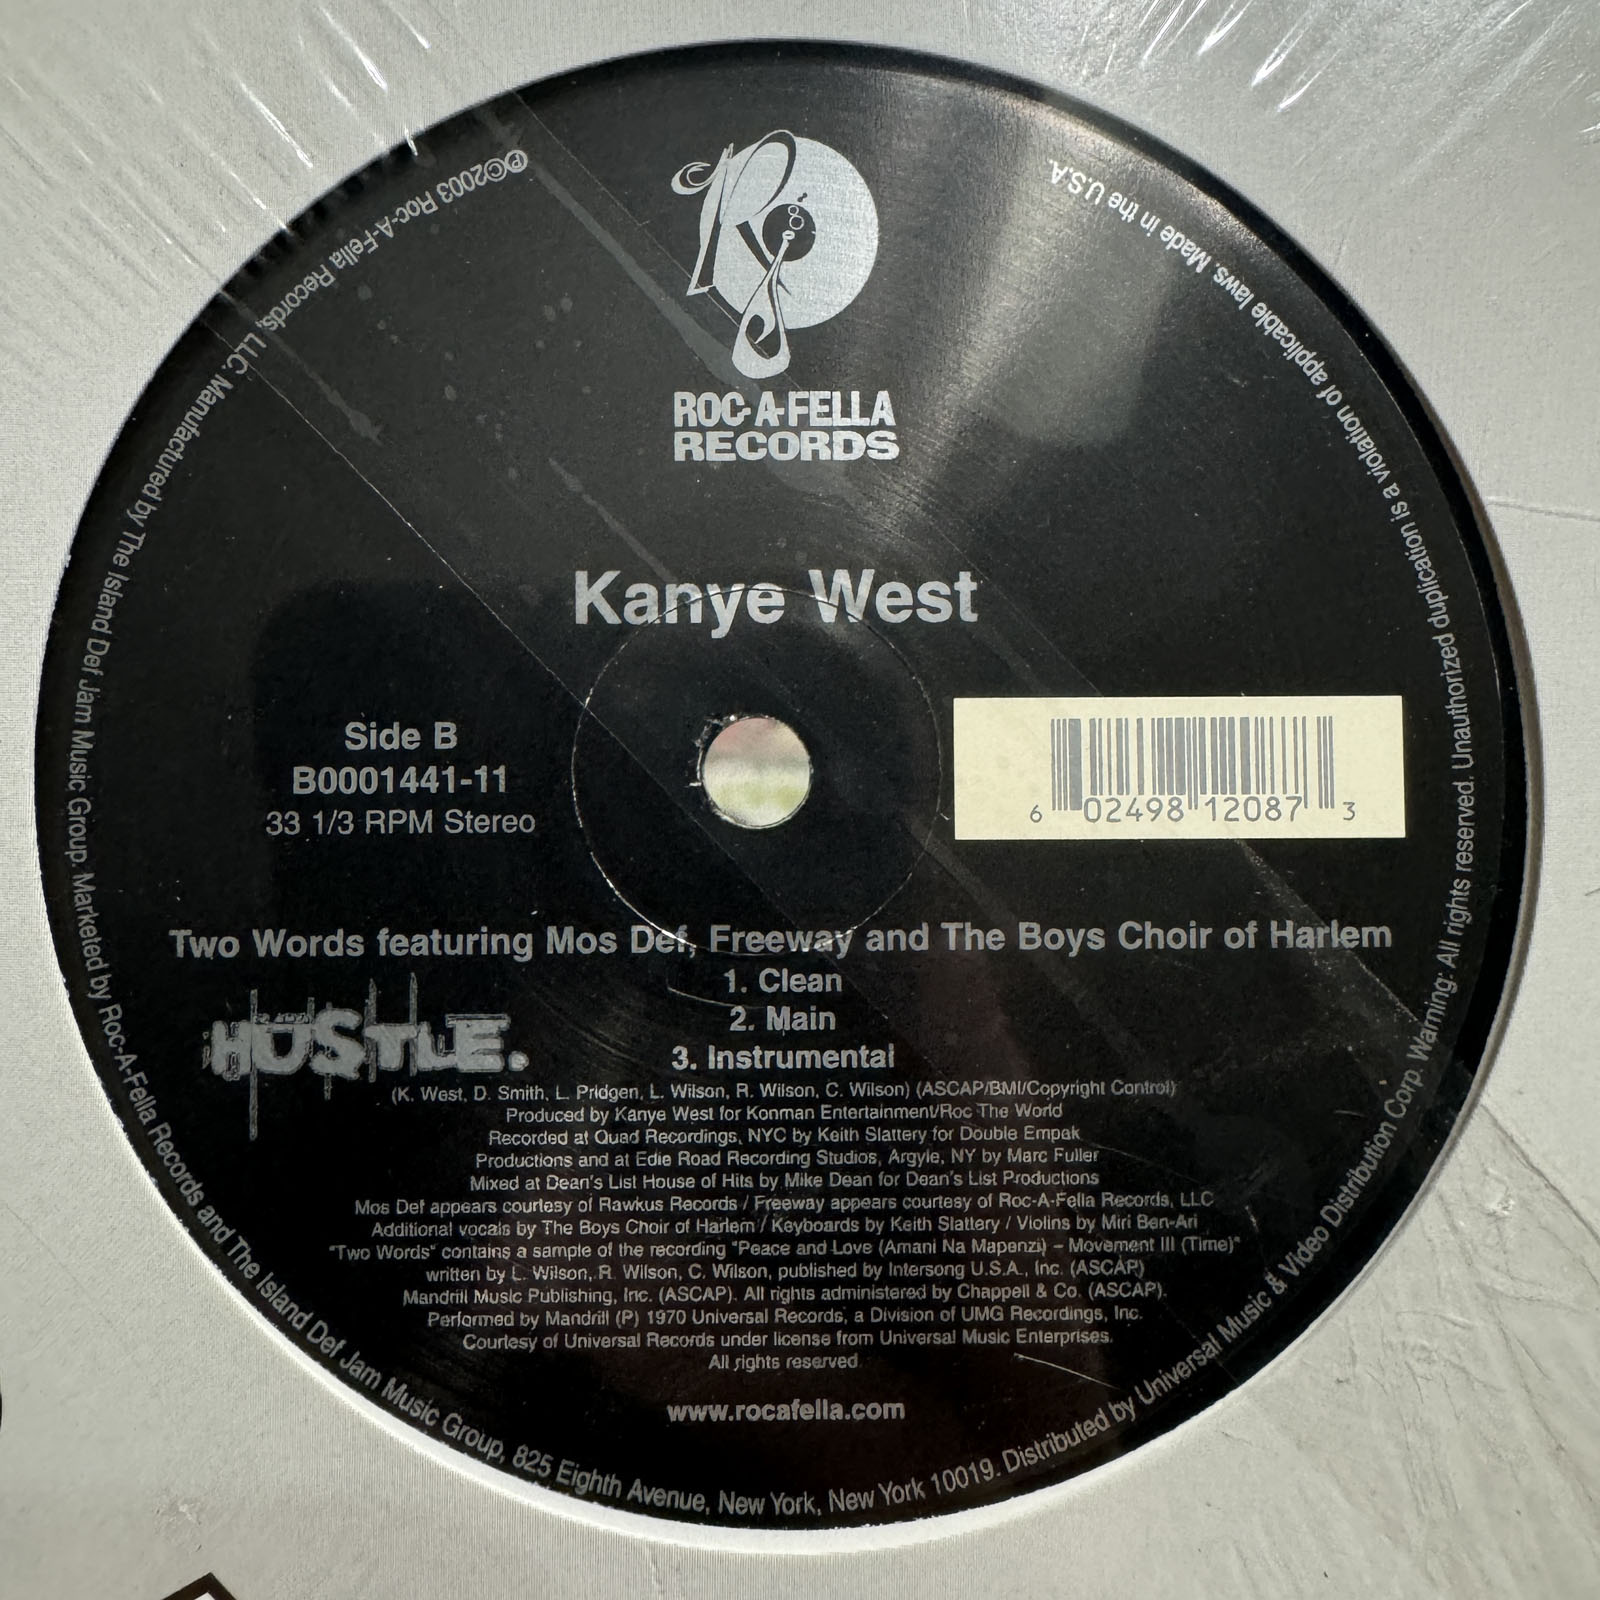 ROC-A-FELLA
RECORDS
Kanye West
Side B
B0001441-11
33 1/3 RPM Stereo
6 02498 12087 3
Two Words featuring Mos Def, Freeway and The Boys Choir of Harlem
1. Clean
2. Main
3. Instrumental
HUSTLE.
(K. West, D. Smith, L. Pridgen, L. Wilson, R. Wilson, C. Wilson) (ASCAP/BMI/Copyright Control)
Produced by Kanye West for Konman Entertainment/Roc The World
Recorded at Quad Recordings, NYC by Keith Slattery for Double Empak
Productions and at Edie Road Recording Studios, Argyle, NY by Marc Fuller
Mixed at Dean's List House of Hits by Mike Dean for Dean's List Productions
Mos Def appears courtesy of Rawkus Records / Freeway appears courtesy of Roc-A-Fella Records, LLC
Additional vocals by The Boys Choir of Harlem / Keyboards by Keith Slattery / Violins by Miri Ben-Ari
"Two Words" contains a sample of the recording "Peace and Love (Amani Na Mapenzi) – Movement III (Time)"
written by L. Wilson, R. Wilson, C. Wilson, published by Intersong U.S.A., Inc. (ASCAP)
Mandrill Music Publishing, Inc. (ASCAP). All rights administered by Chappell & Co. (ASCAP).
Performed by Mandrill (P) 1970 Universal Records, a Division of UMG Recordings, Inc.
Courtesy of Universal Records under license from Universal Music Enterprises.
All rights reserved
www.rocafella.com
℗©2003 Roc-A-Fella Records, LLC. Manufactured by The Island Def Jam Music Group. Marketed by Roc-A-Fella Records and The Island Def Jam Music Group, 825 Eighth Avenue, New York, New York 10019. Distributed by Universal Music & Video Distribution Corp. Warning: All rights reserved. Unauthorized duplication is a violation of applicable laws. Made in the U.S.A.